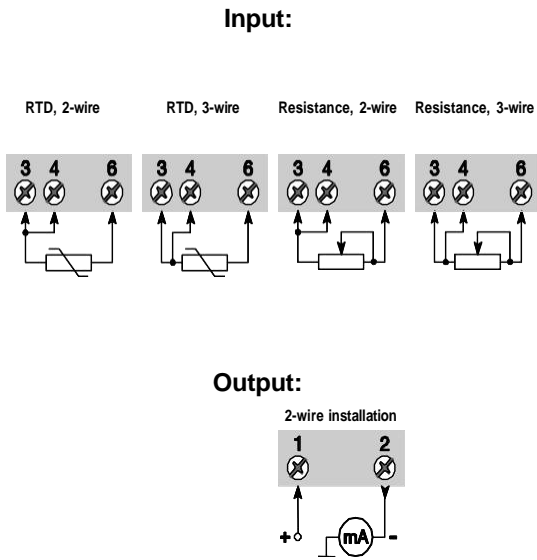 Input:
RTD, 2-wire RTD, 3-wire Resistance, 2-wire Resistance, 3-wire
3 4 6 3 4 6 3 4 6 3 4 6
Output:
2-wire installation
1 2
+ mA -